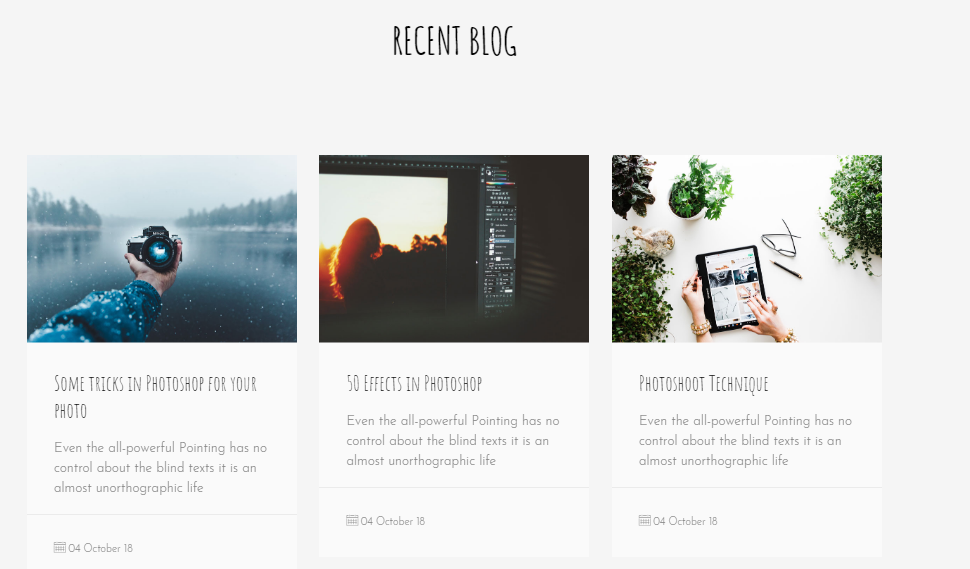 RECENT BLOG
Some tricks in Photoshop for your
photo
Even the all-powerful Pointing has no
control about the blind texts it is an
almost unorthographic life
04 October 18
50 Effects in Photoshop
Even the all-powerful Pointing has no
control about the blind texts it is an
almost unorthographic life
04 October 18
Photoshoot Technique
Even the all-powerful Pointing has no
control about the blind texts it is an
almost unorthographic life
04 October 18